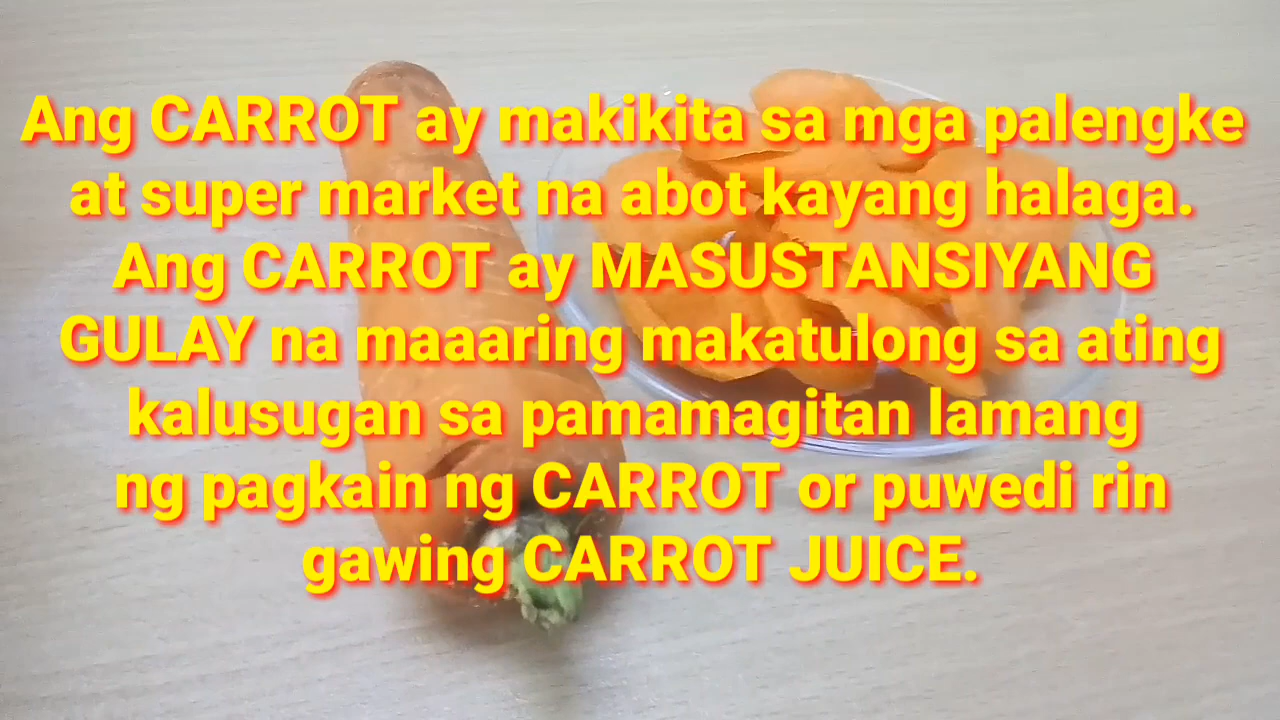 Ang CARROT ay makikita sa mga palengke
at super market na abot kayang halaga.
Ang CARROT ay MASUSTANSIYANG
GULAY na maaaring makatulong sa ating
kalusugan sa pamamagitan lamang
ng pagkain ng CARROT or puwedi rin
gawing CARROT JUICE.